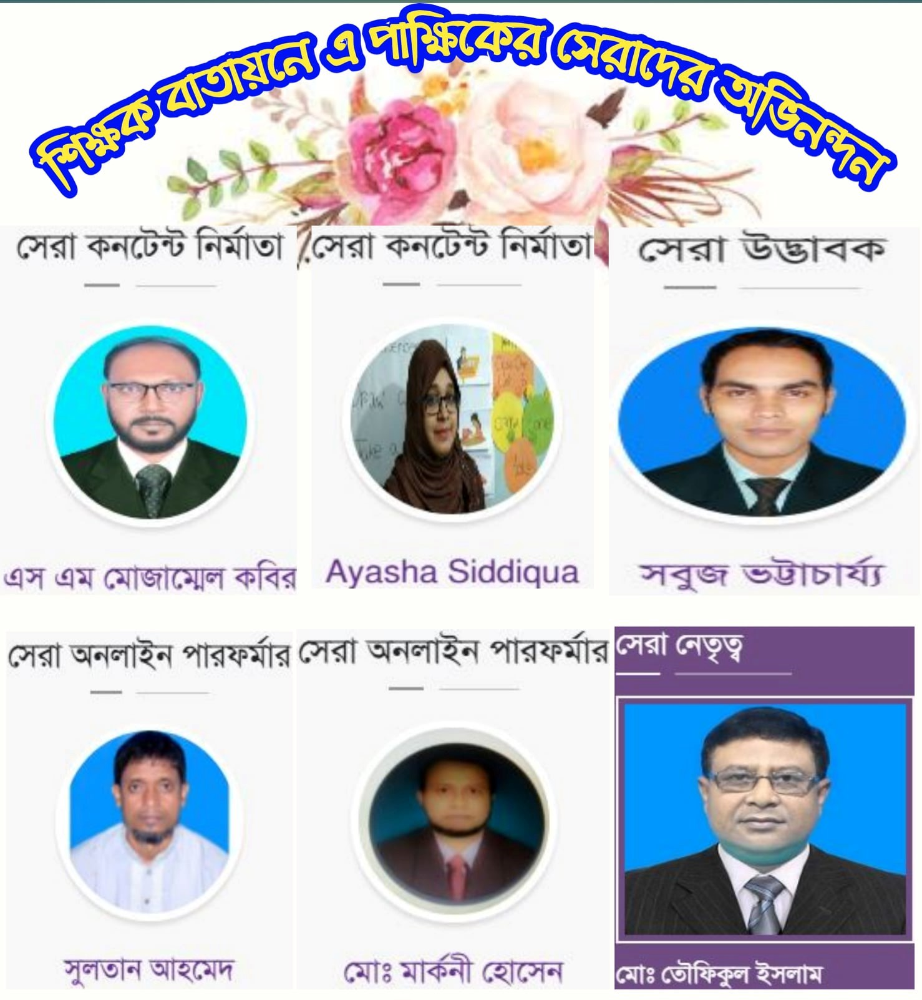 শিক্ষক বাতায়নে এ পাক্ষিকের সেরাদের অভিনন্দন
সেরা কনটেন্ট নির্মাতা
সেরা কনটেন্ট নির্মাতা
সেরা উদ্ভাবক
এস এম মোজাম্মেল কবির
Ayasha Siddiqua
সবুজ ভট্টাচার্য্য
সেরা অনলাইন পারফর্মার
সেরা অনলাইন পারফর্মার
সেরা নেতৃত্ব
সুলতান আহমেদ
মোঃ মার্কনী হোসেন
মোঃ তৌফিকুল ইসলাম